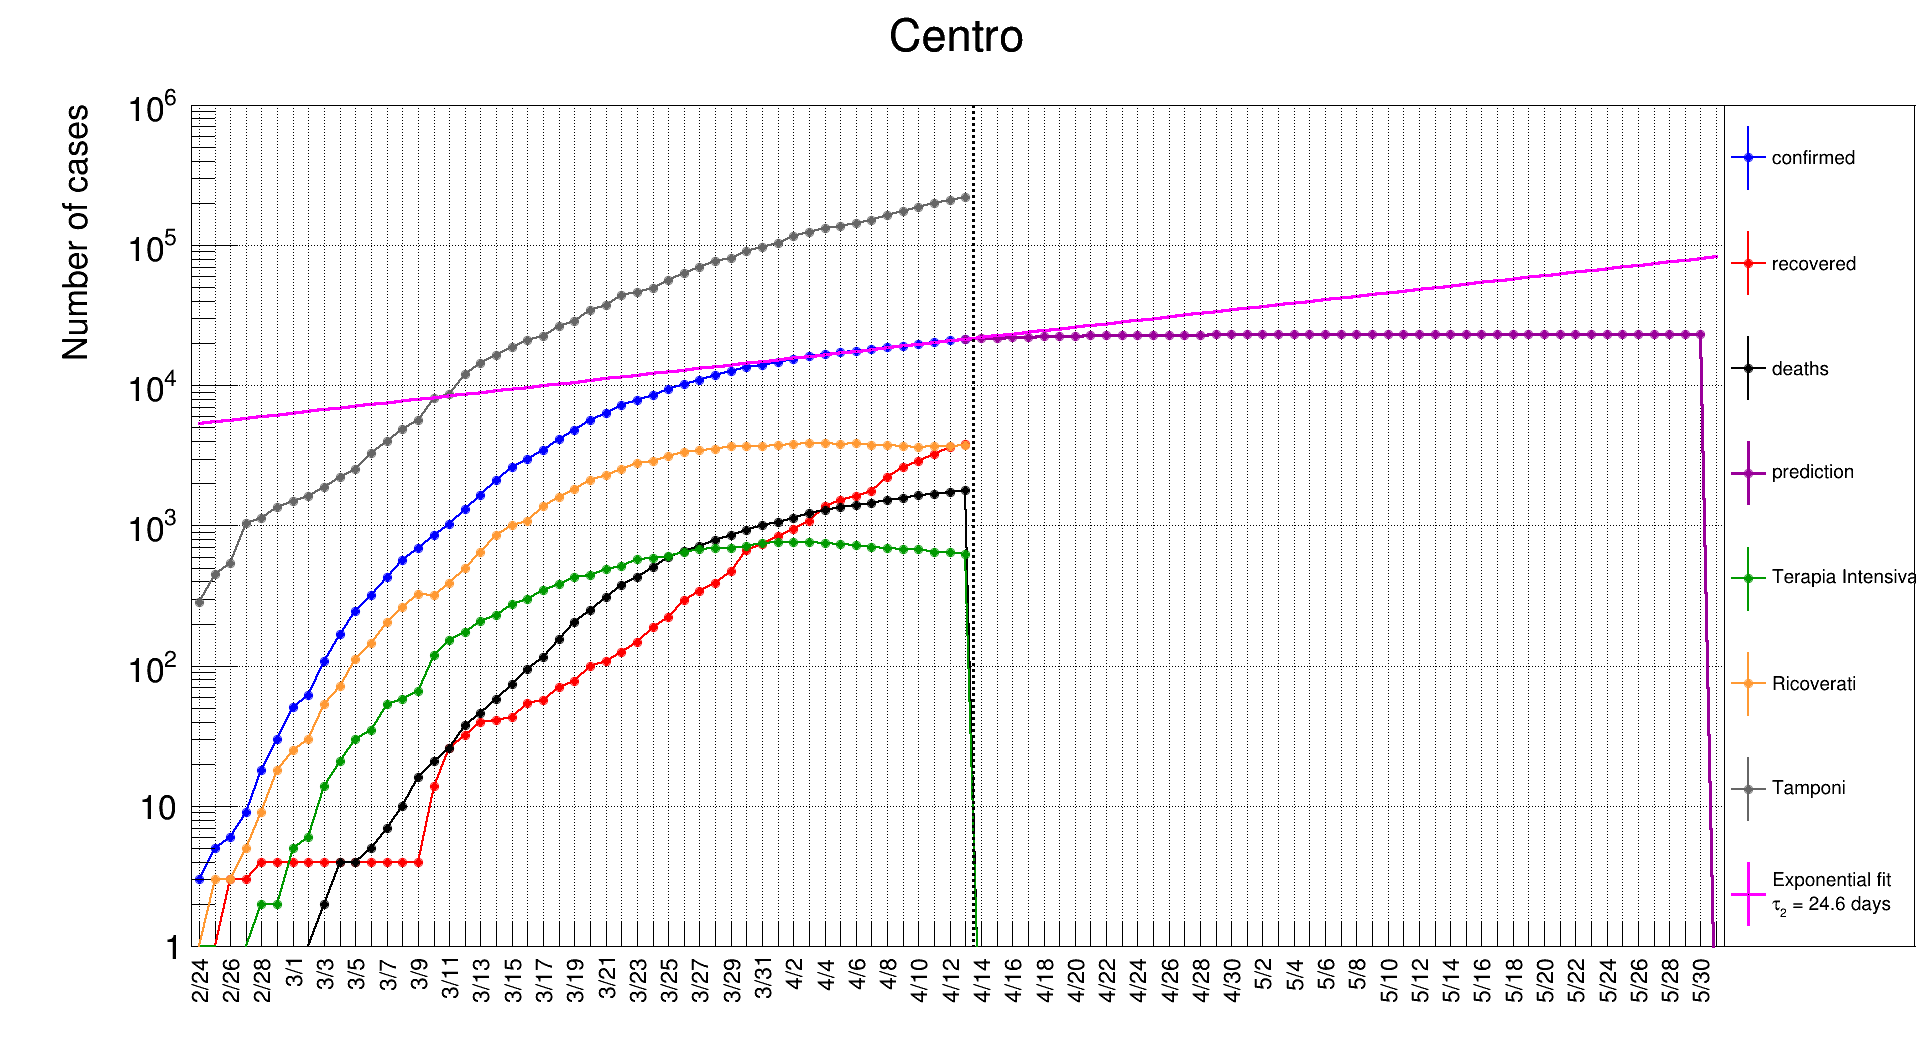 Centro
Number of cases
10^6
10^5
10^4
10^3
10^2
10
1
2/24 2/26 2/28 3/1 3/3 3/5 3/7 3/9 3/11 3/13 3/15 3/17 3/19 3/21 3/23 3/25 3/27 3/29 3/31 4/2 4/4 4/6 4/8 4/10 4/12 4/14 4/16 4/18 4/20 4/22 4/24 4/26 4/28 4/30 5/2 5/4 5/6 5/8 5/10 5/12 5/14 5/16 5/18 5/20 5/22 5/24 5/26 5/28 5/30
confirmed
recovered
deaths
prediction
Terapia Intensiva
Ricoverati
Tamponi
Exponential fit
τ_2 = 24.6 days